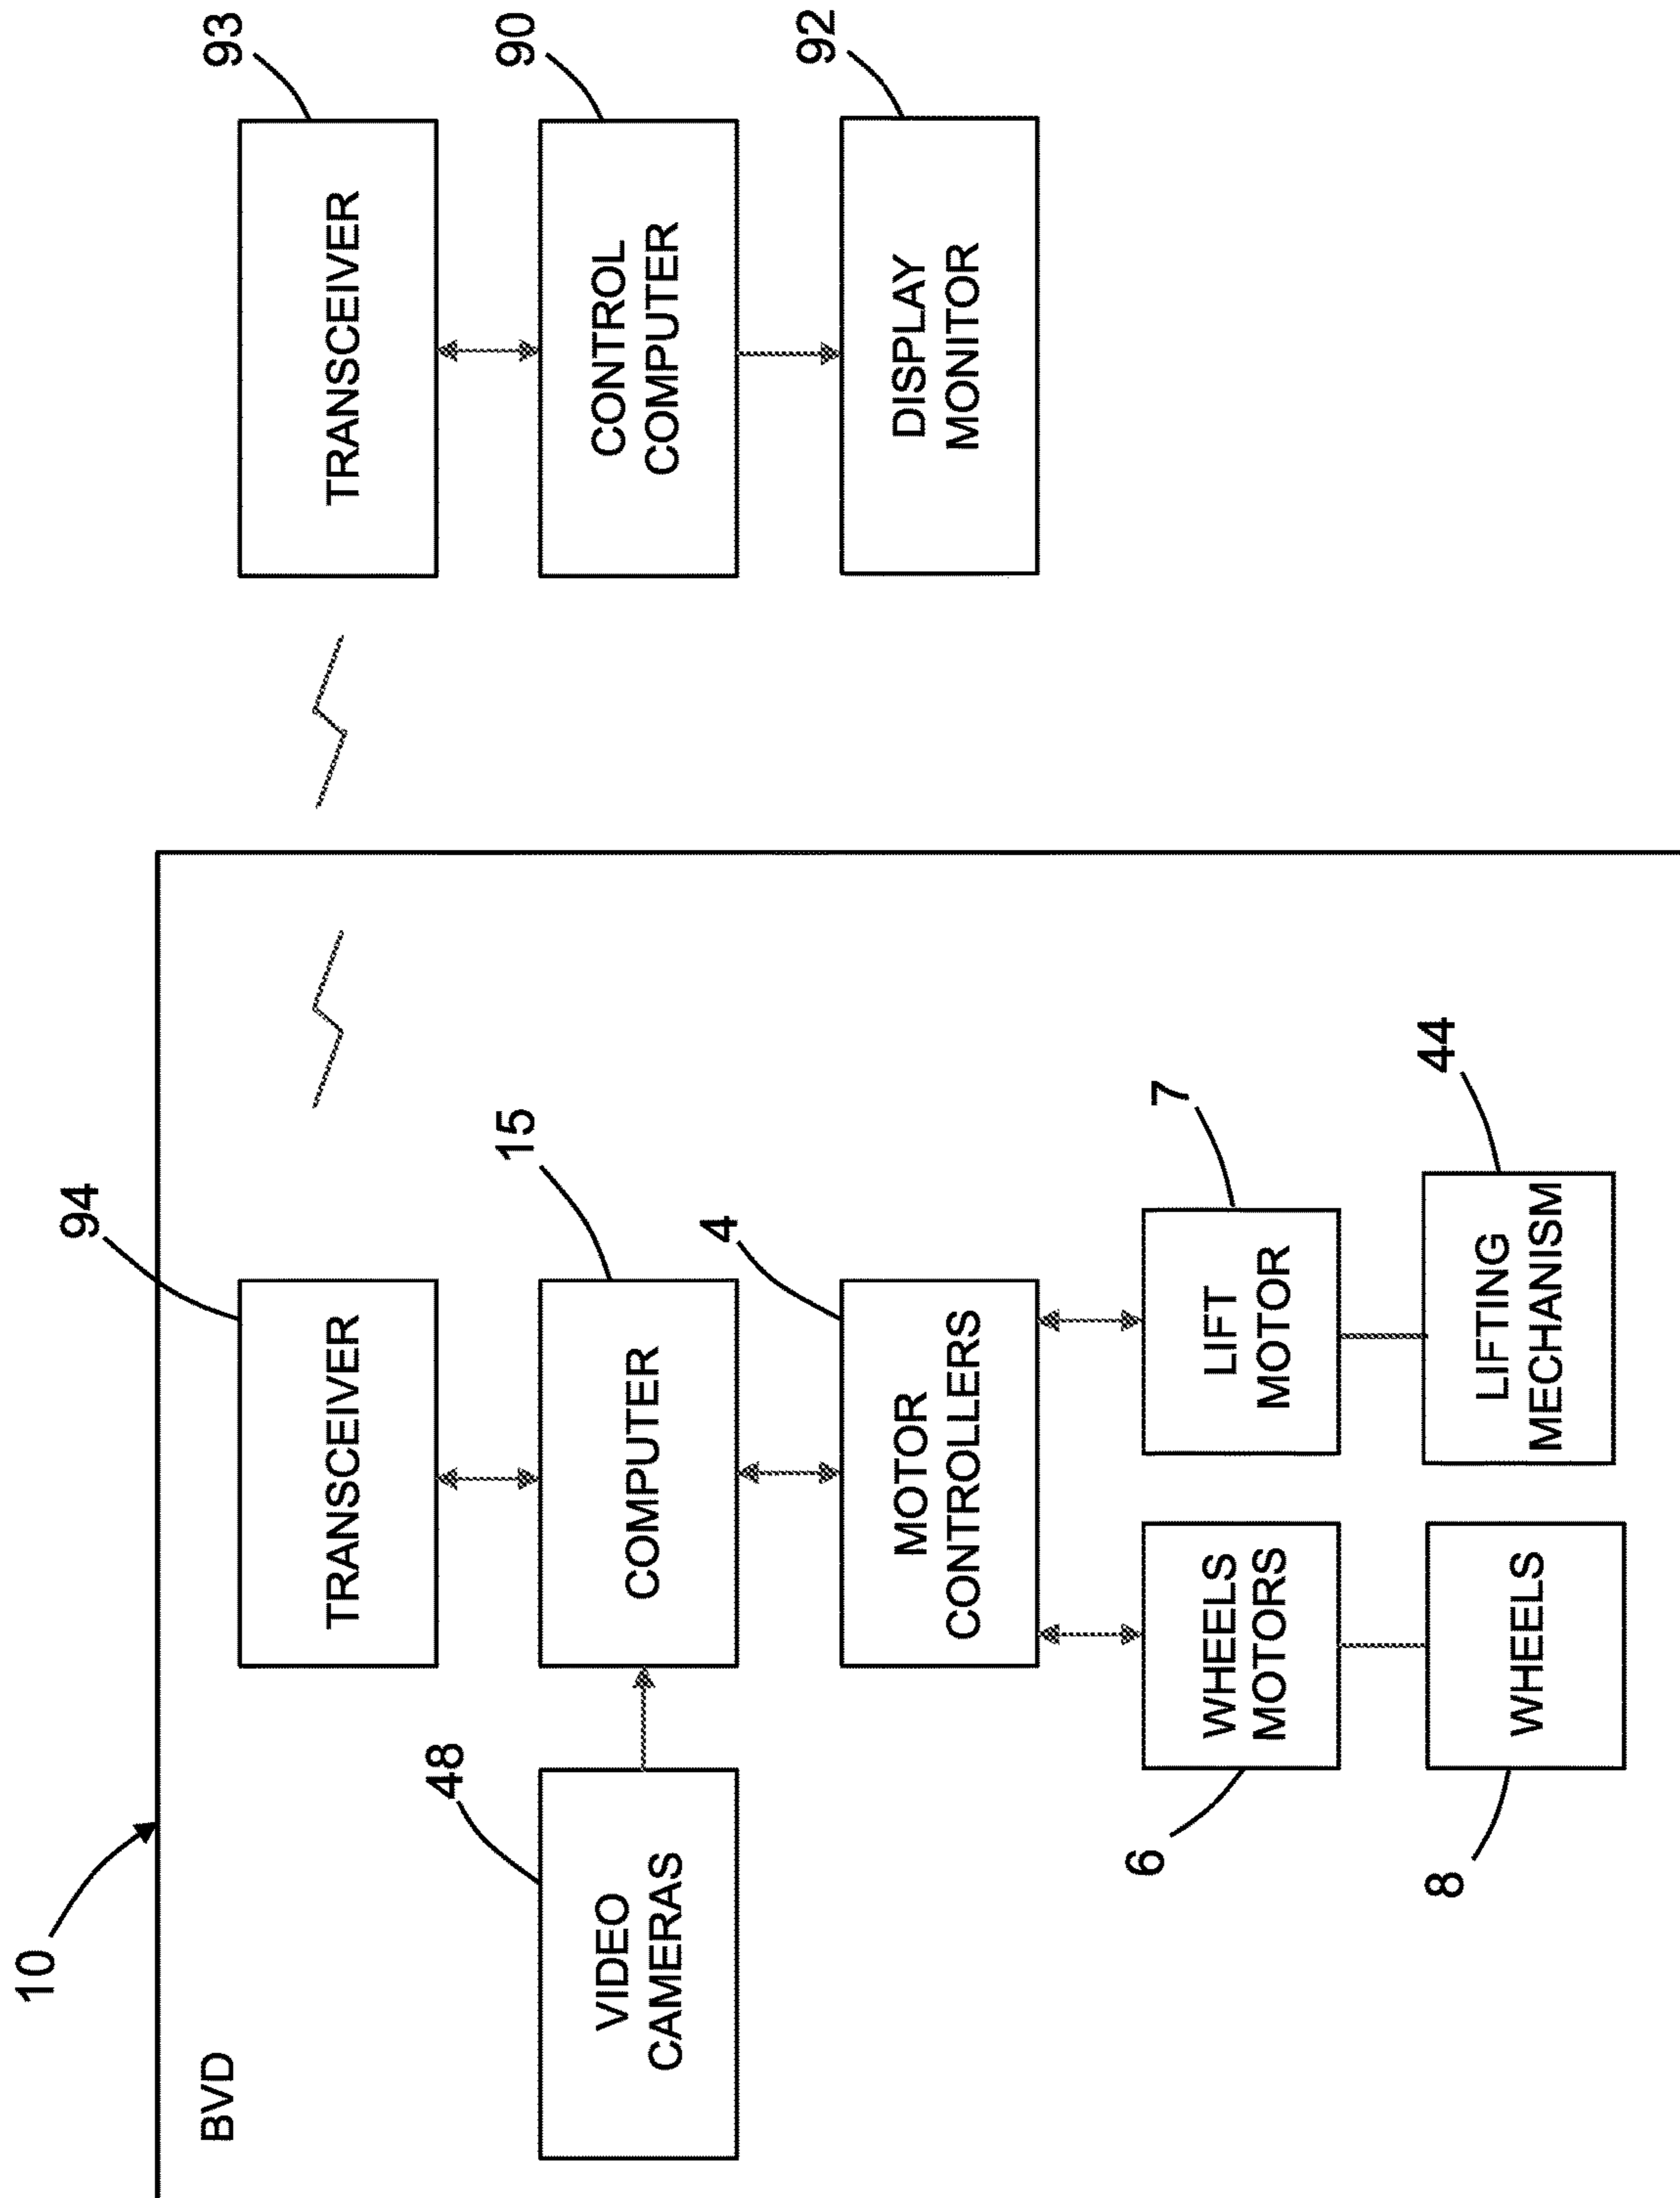 10
BVD
94
93
TRANSCEIVER
TRANSCEIVER
48
15
90
VIDEO
CAMERAS
COMPUTER
CONTROL
COMPUTER
4
92
MOTOR
CONTROLLERS
DISPLAY
MONITOR
6
WHEELS
MOTORS
7
LIFT
MOTOR
8
WHEELS
44
LIFTING
MECHANISM